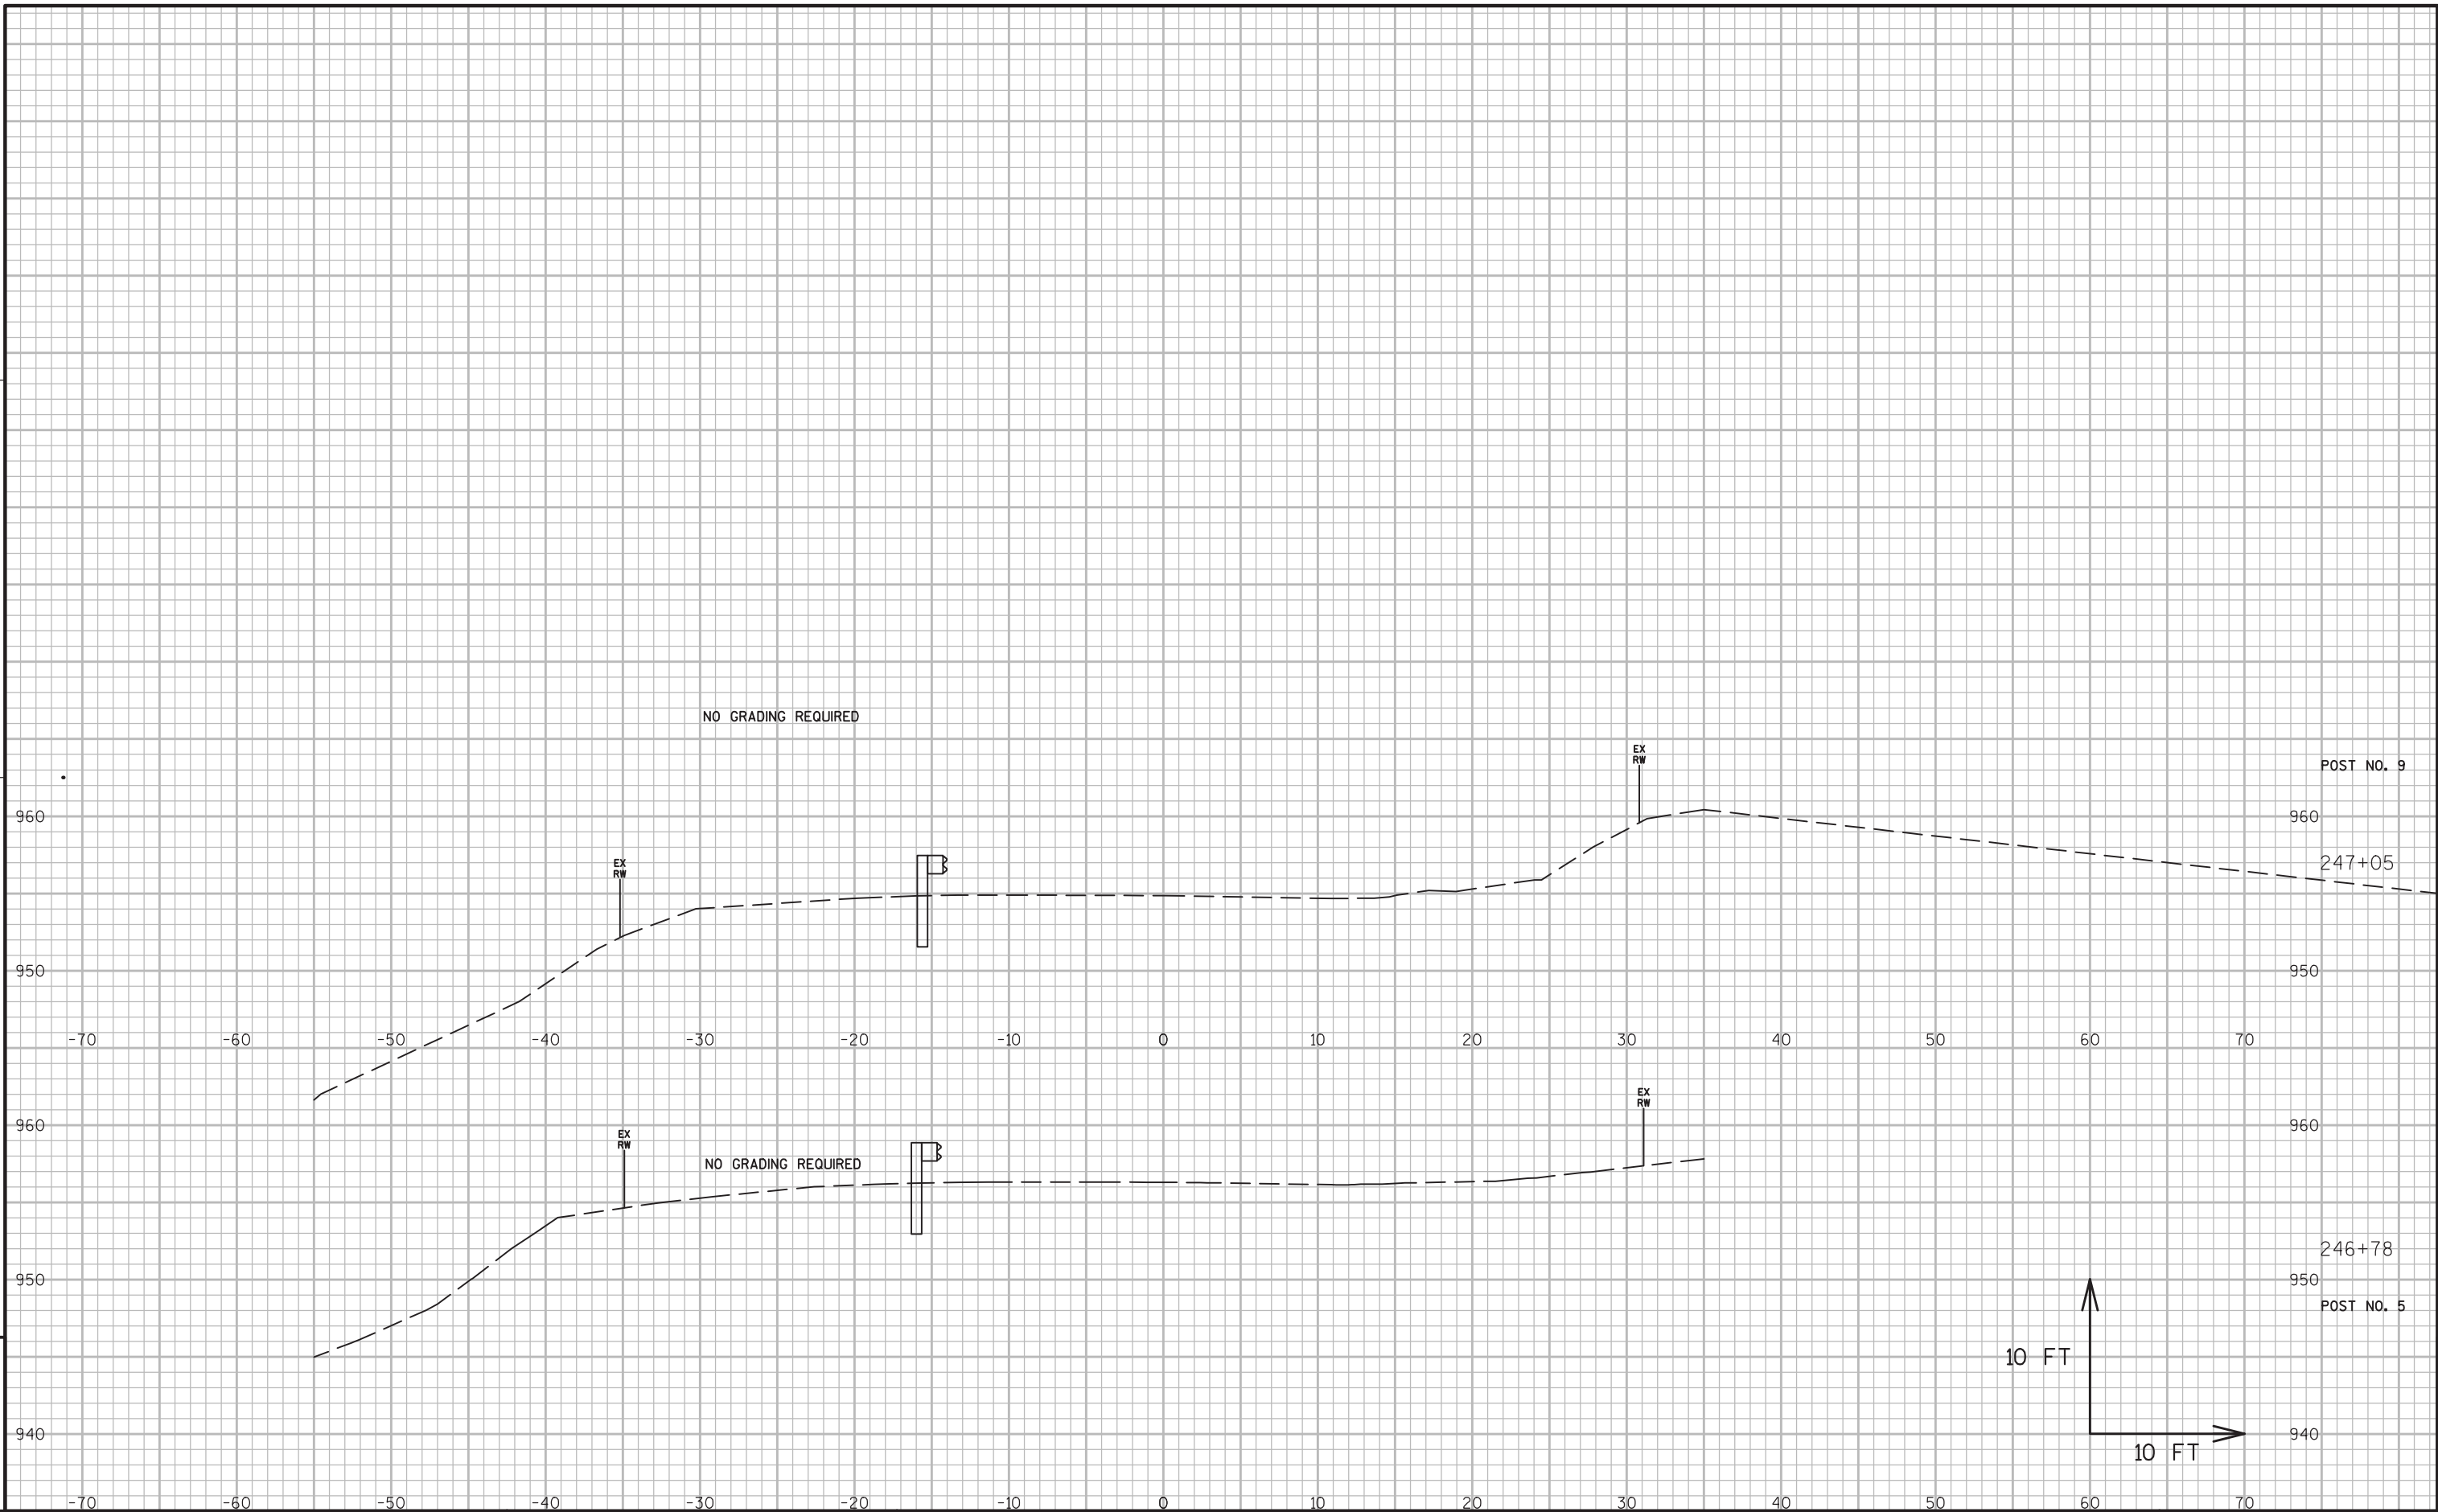 NO GRADING REQUIRED
EX
RW
POST NO. 9
960
960
EX
RW
247+05
950
950
-70 -60 -50 -40 -30 -20 -10 0 10 20 30 40 50 60 70
EX
RW
960
960
EX
RW
NO GRADING REQUIRED
246+78
950
950
POST NO. 5
10 FT
940
940
10 FT
-70 -60 -50 -40 -30 -20 -10 0 10 20 30 40 50 60 70